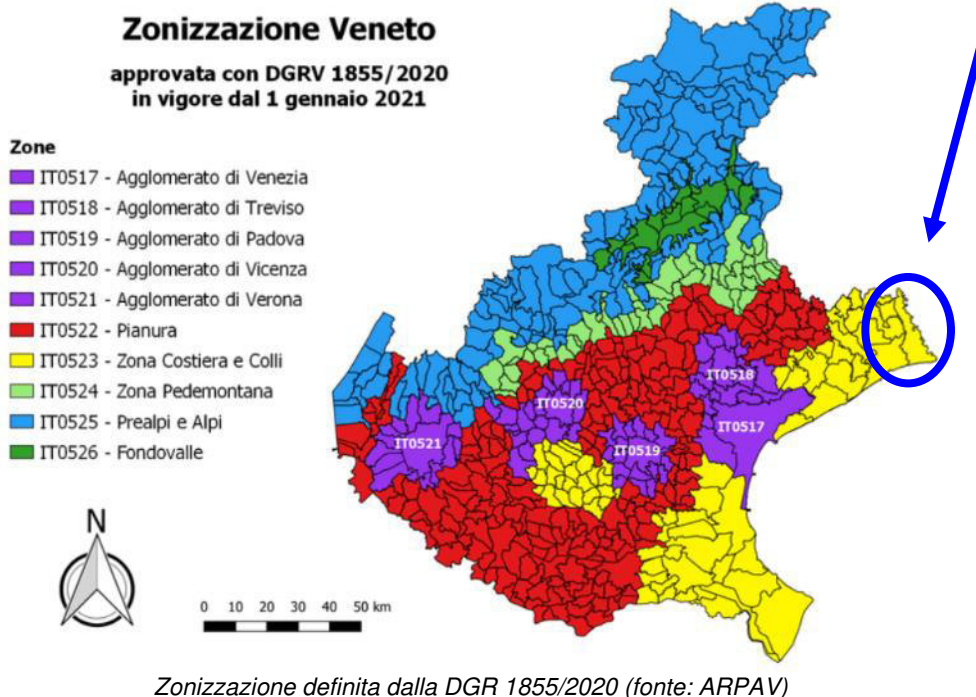 Zonizzazione Veneto
approvata con DGRV 1855/2020
in vigore dal 1 gennaio 2021
Zone
IT0517 - Agglomerato di Venezia
IT0518 - Agglomerato di Treviso
IT0519 - Agglomerato di Padova
IT0520 - Agglomerato di Vicenza
IT0521 - Agglomerato di Verona
IT0522 - Pianura
IT0523 - Zona Costiera e Colli
IT0524 - Zona Pedemontana
IT0525 - Prealpi e Alpi
IT0526 - Fondovalle
IT0518
IT0520
IT0517
IT0521
IT0519
N
0 10 20 30 40 50 km
Zonizzazione definita dalla DGR 1855/2020 (fonte: ARPAV)